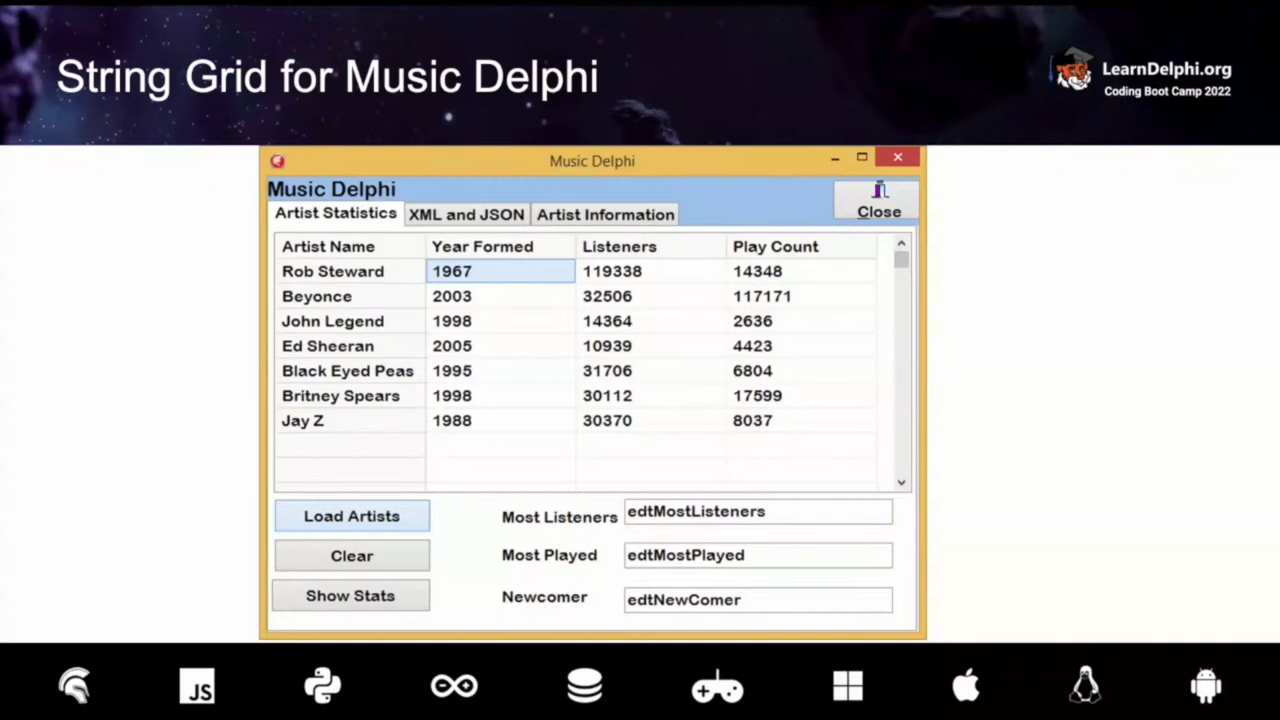 String Grid for Music Delphi
LearnDelphi.org
Coding Boot Camp 2022
Music Delphi
Music Delphi
Close
Artist Statistics XML and JSON Artist Information
Artist Name Year Formed Listeners Play Count
Rob Steward 1967 119338 14348
Beyonce 2003 32506 117171
John Legend 1998 14364 2636
Ed Sheeran 2005 10939 4423
Black Eyed Peas 1995 31706 6804
Britney Spears 1998 30112 17599
Jay Z 1988 30370 8037
Load Artists Most Listeners edtMostListeners
Clear Most Played edtMostPlayed
Show Stats Newcomer edtNewComer
JS